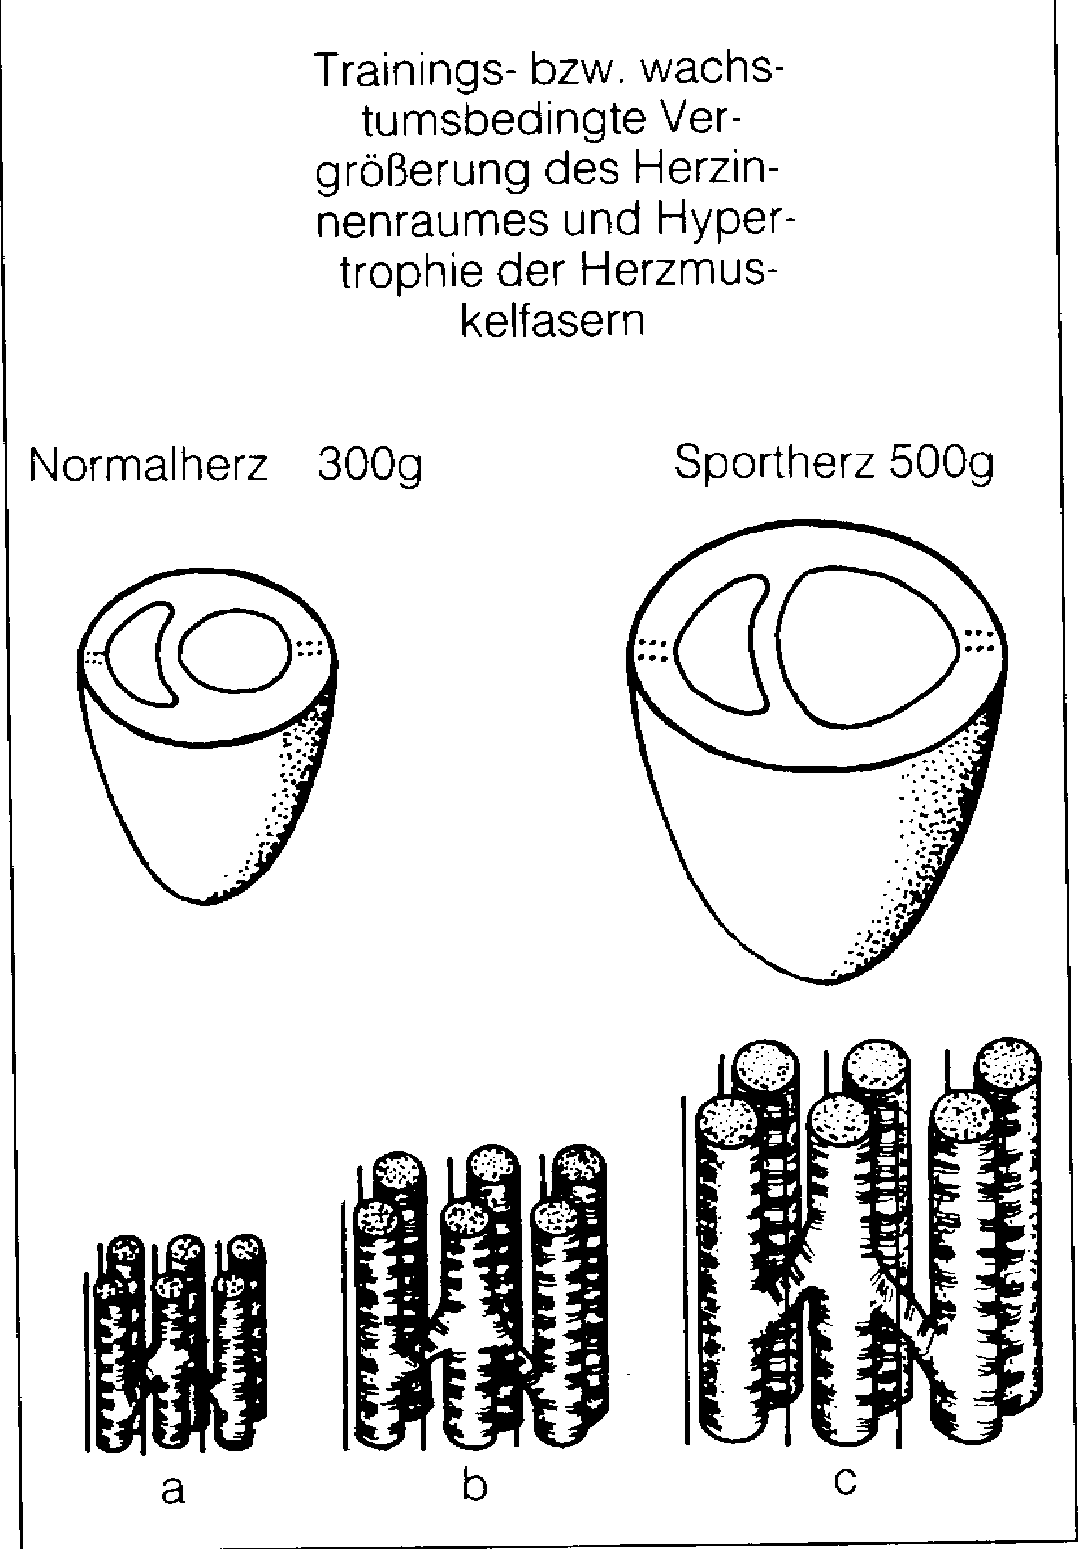 Trainings- bzw. wachs-
tumsbedingte Ver-
größerung des Herzin-
nenraumes und Hyper-
trophie der Herzmus-
kelfasern
Normalherz 300g
Sportherz 500g
a
b
c